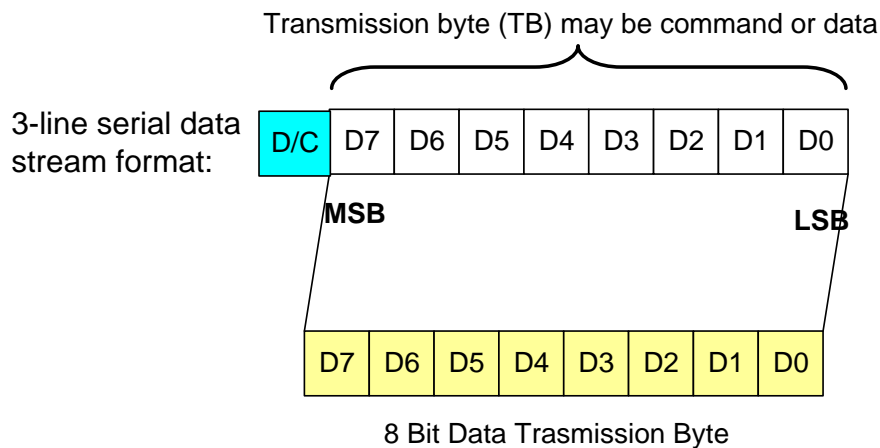 Transmission byte (TB) may be command or data
3-line serial data
stream format:
D/C D7 D6 D5 D4 D3 D2 D1 D0
MSB LSB
D7 D6 D5 D4 D3 D2 D1 D0
8 Bit Data Trasmission Byte